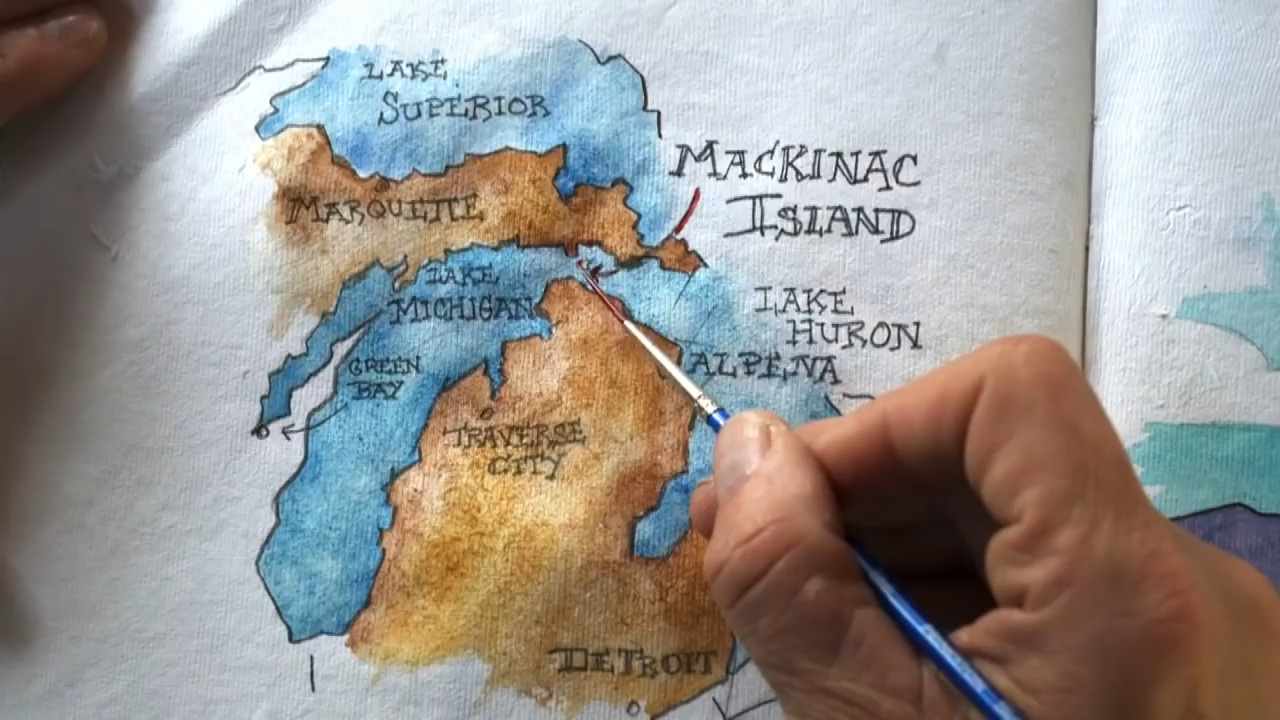 LAKE
SUPERIOR
MACKINAC
ISLAND
MARQUETTE
LAKE
MICHIGAN
LAKE
HURON
GREEN
BAY
ALPENA
TRAVERSE
CITY
DETROIT